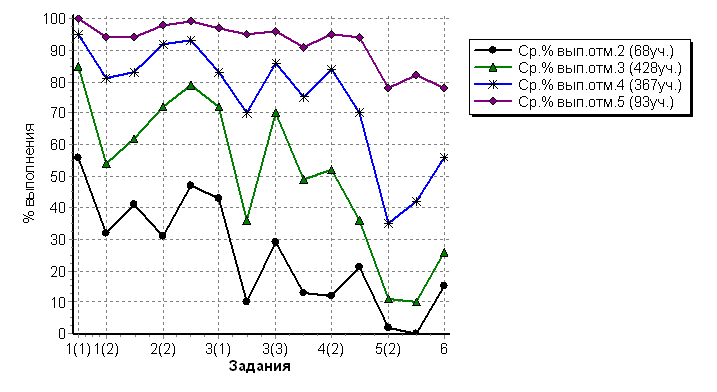 100
90
80
70
60
50
40
30
20
10
0
% выполнения
1(1) 1(2) 2(2) 3(1) 3(3) 4(2) 5(2) 6
Задания
Ср.% вып.отм.2 (68уч.)
Ср.% вып.отм.3 (428уч.)
Ср.% вып.отм.4 (367уч.)
Ср.% вып.отм.5 (93уч.)